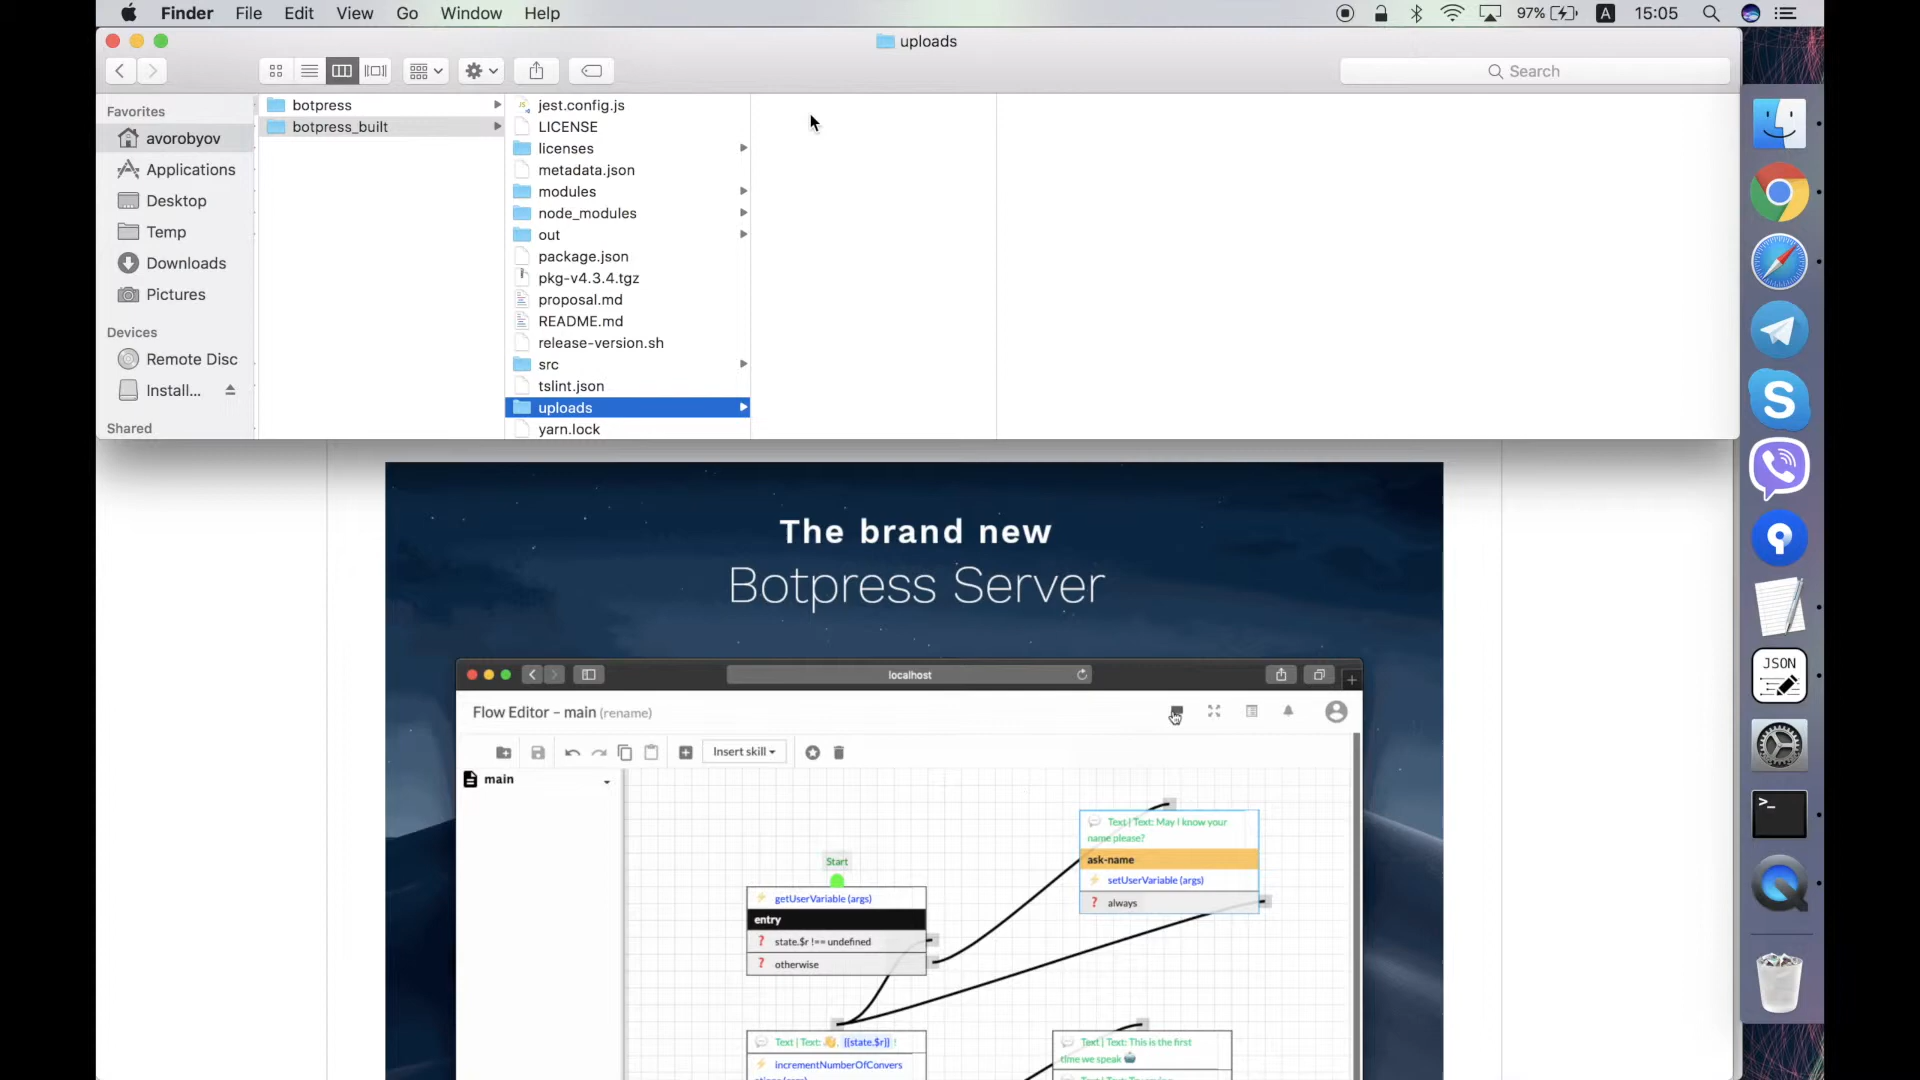 Finder File Edit View Go Window Help 97% A 15:05
uploads
Search
Favorites
avorobyov
Applications
Desktop
Temp
Downloads
Pictures
Devices
Remote Disc
Install...
Shared
botpress
botpress_built
jest.config.js
LICENSE
licenses
metadata.json
modules
node_modules
out
package.json
pkg-v4.3.4.tgz
proposal.md
README.md
release-version.sh
src
tslint.json
uploads
yarn.lock
JSON
The brand new
Botpress Server
localhost
Flow Editor – main (rename)
Insert skill
main
Start
getUserVariable (args)
entry
state.$r !== undefined
otherwise
Text | Text: May I know your
name please?
ask-name
setUserVariable (args)
always
Text | Text: 👋, {{state.$r}} !
incrementNumberOfConvers
Text | Text: This is the first
time we speak